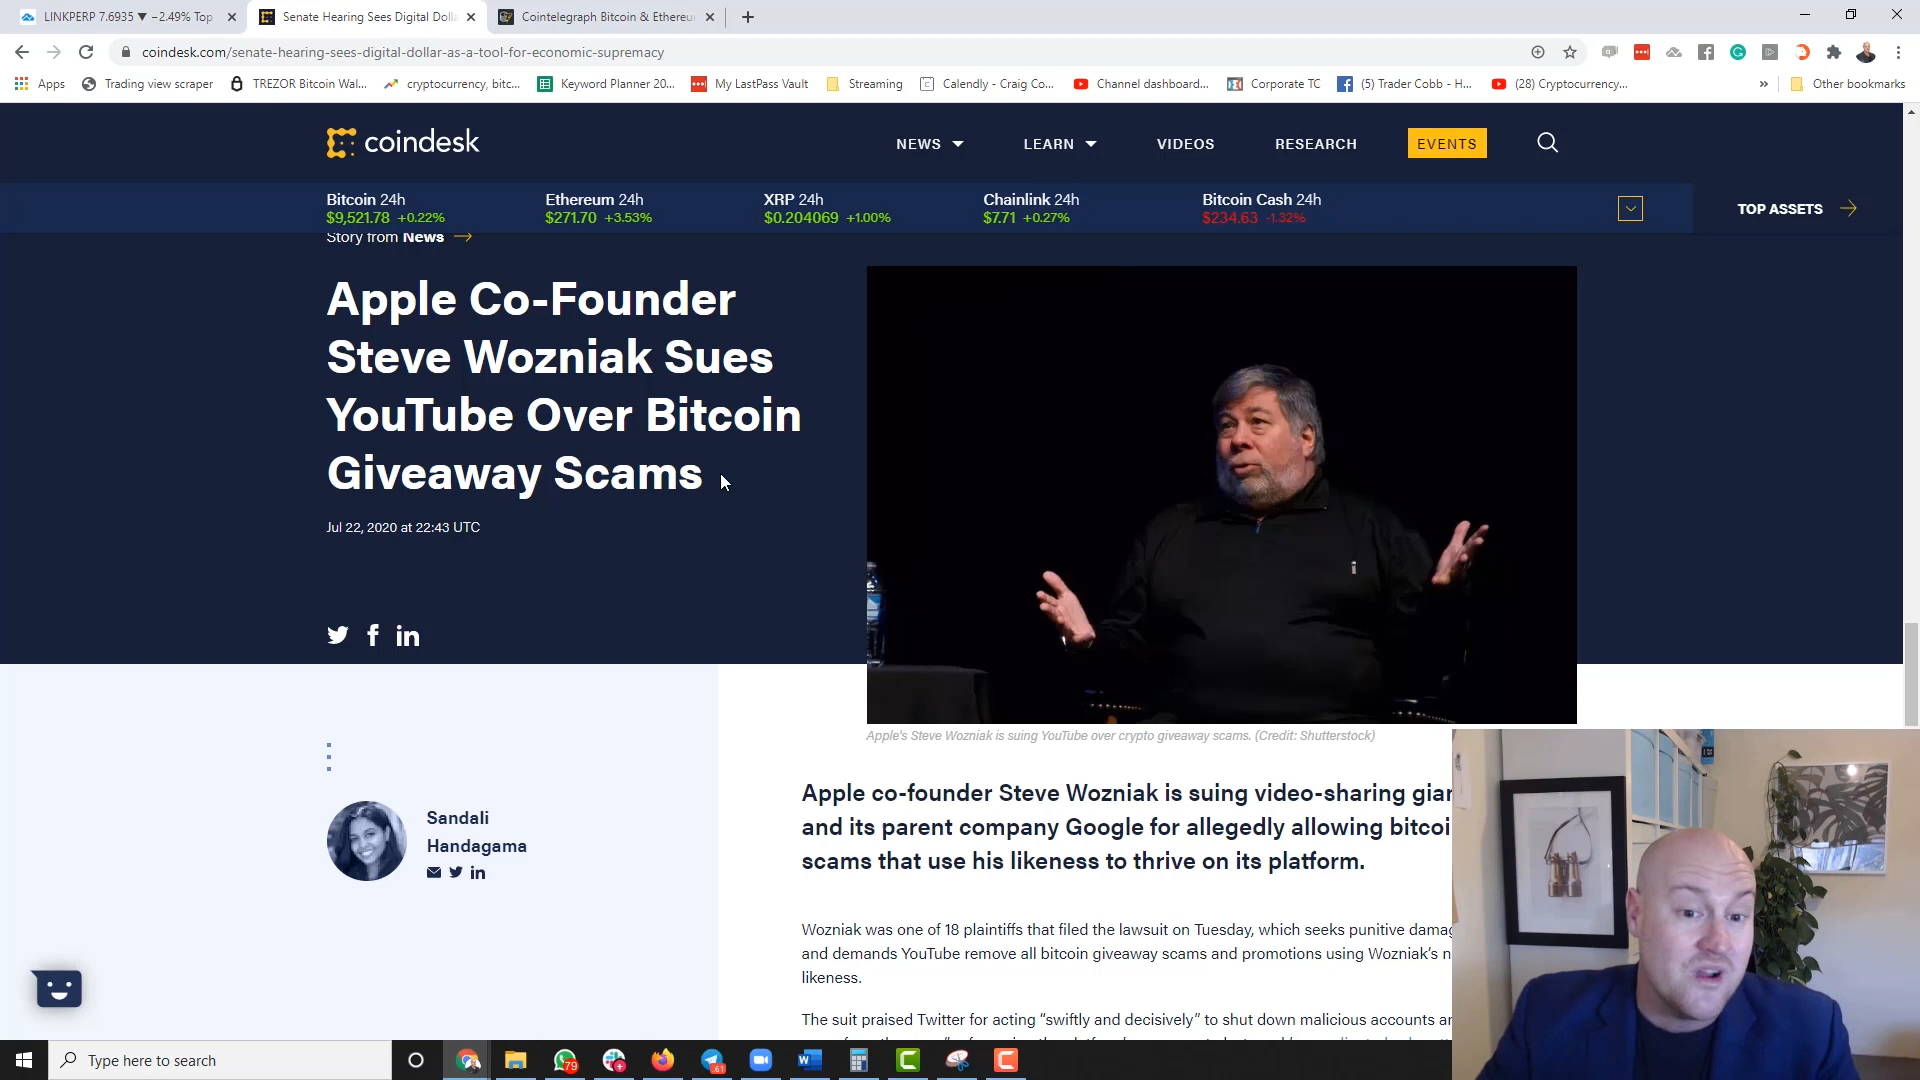 LINKPERP 7.6935 ▼ −2.49% Top
Senate Hearing Sees Digital Dolla
Cointelegraph Bitcoin & Ethereu
coindesk.com/senate-hearing-sees-digital-dollar-as-a-tool-for-economic-supremacy
Apps
Trading view scraper
TREZOR Bitcoin Wal...
cryptocurrency, bitc...
Keyword Planner 20...
My LastPass Vault
Streaming
Calendly - Craig Co...
Channel dashboard...
Corporate TC
(5) Trader Cobb - H...
(28) Cryptocurrency...
»
Other bookmarks
coindesk
NEWS
LEARN
VIDEOS
RESEARCH
EVENTS
Bitcoin 24h
$9,521.78 +0.22%
Ethereum 24h
$271.70 +3.53%
XRP 24h
$0.204069 +1.00%
Chainlink 24h
$7.71 +0.27%
Bitcoin Cash 24h
$234.63 -1.32%
TOP ASSETS
Story from News
Apple Co-Founder
Steve Wozniak Sues
YouTube Over Bitcoin
Giveaway Scams
Jul 22, 2020 at 22:43 UTC
Apple's Steve Wozniak is suing YouTube over crypto giveaway scams. (Credit: Shutterstock)
Sandali
Handagama
Apple co-founder Steve Wozniak is suing video-sharing gian
and its parent company Google for allegedly allowing bitcoi
scams that use his likeness to thrive on its platform.
Wozniak was one of 18 plaintiffs that filed the lawsuit on Tuesday, which seeks punitive damag
and demands YouTube remove all bitcoin giveaway scams and promotions using Wozniak's n
likeness.
The suit praised Twitter for acting “swiftly and decisively” to shut down malicious accounts an
Type here to search
79
61